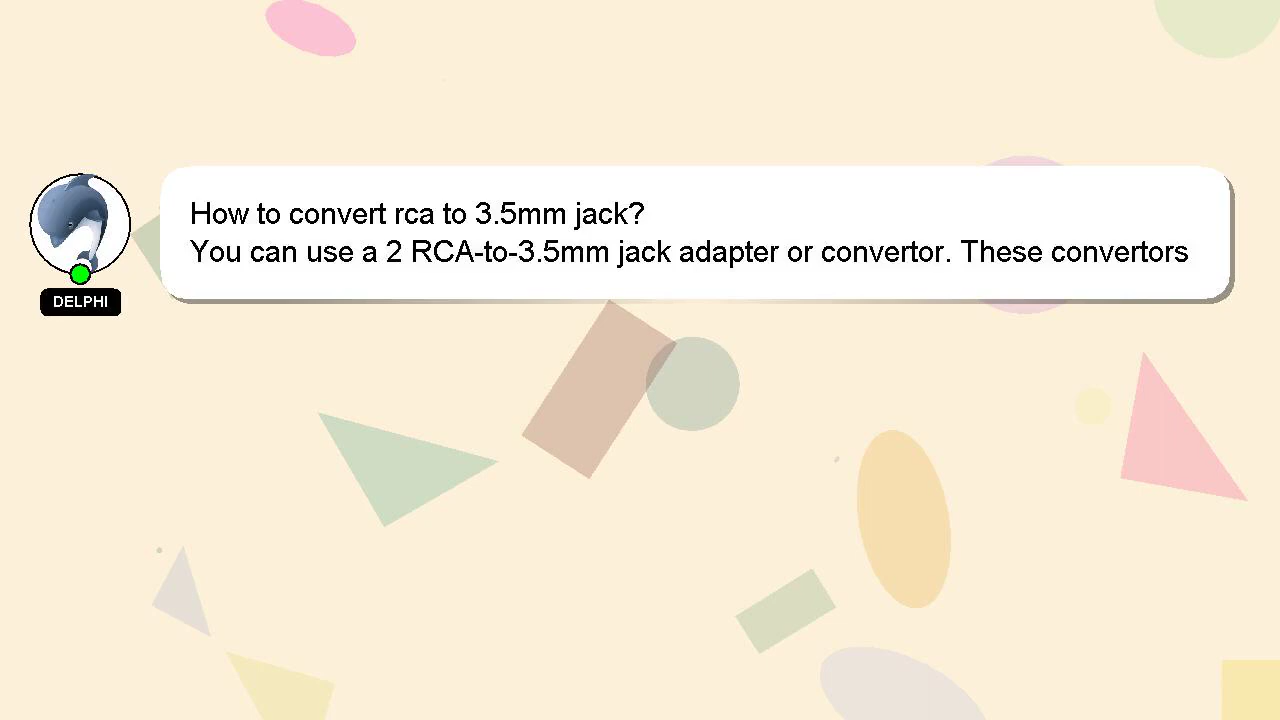 How to convert rca to 3.5mm jack?
You can use a 2 RCA-to-3.5mm jack adapter or convertor. These convertors
DELPHI